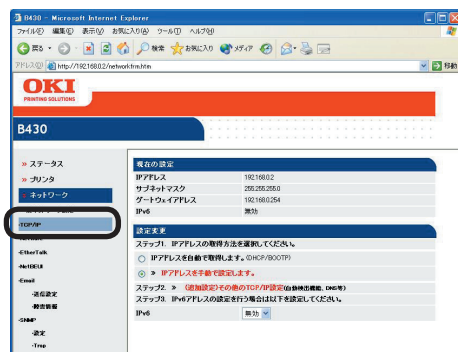 B430 - Microsoft Internet Explorer
ファイル(F) 編集(E) 表示(V) お気に入り(A) ツール(T) ヘルプ(H)
戻る 検索 お気に入り メディア
アドレス(D) http://192.168.0.2/networkfrm.htm 移動
OKI
PRINTING SOLUTIONS
B430
» ステータス
» プリンタ
» ネットワーク
-TCP/IP
-EtherTalk
-NetBEUI
-Email
-送信設定
-障害情報
-SNMP
-設定
-Trap
現在の設定
IPアドレス 192.168.0.2
サブネットマスク 255.255.255.0
ゲートウェイアドレス 192.168.0.254
IPv6 無効
設定変更
ステップ1. IPアドレスの取得方法を選択してください。
IPアドレスを自動で取得します。(DHCP/BOOTP)
» IPアドレスを手動で設定します。
ステップ2. » (追加設定)その他のTCP/IP設定(自動検出機能、DNS等)
ステップ3. IPv6アドレスの設定を行う場合は以下を設定してください。
IPv6 無効